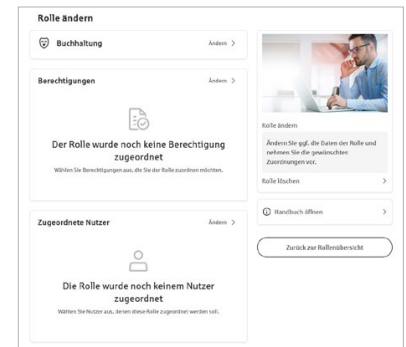 Rolle ändern
Buchhaltung
Ändern
Berechtigungen
Ändern
Der Rolle wurde noch keine Berechtigung
zugeordnet
Wählen Sie Berechtigungen aus, die Sie der Rolle zuordnen möchten.
Zugeordnete Nutzer
Ändern
Die Rolle wurde noch keinem Nutzer
zugeordnet
Wählen Sie Nutzer aus, denen diese Rolle zugeordnet werden soll.
Rolle ändern
Ändern Sie ggf. die Daten der Rolle und
nehmen Sie die gewünschten
Zuordnungen vor.
Rolle löschen
Handbuch öffnen
Zurück zur Rollenübersicht